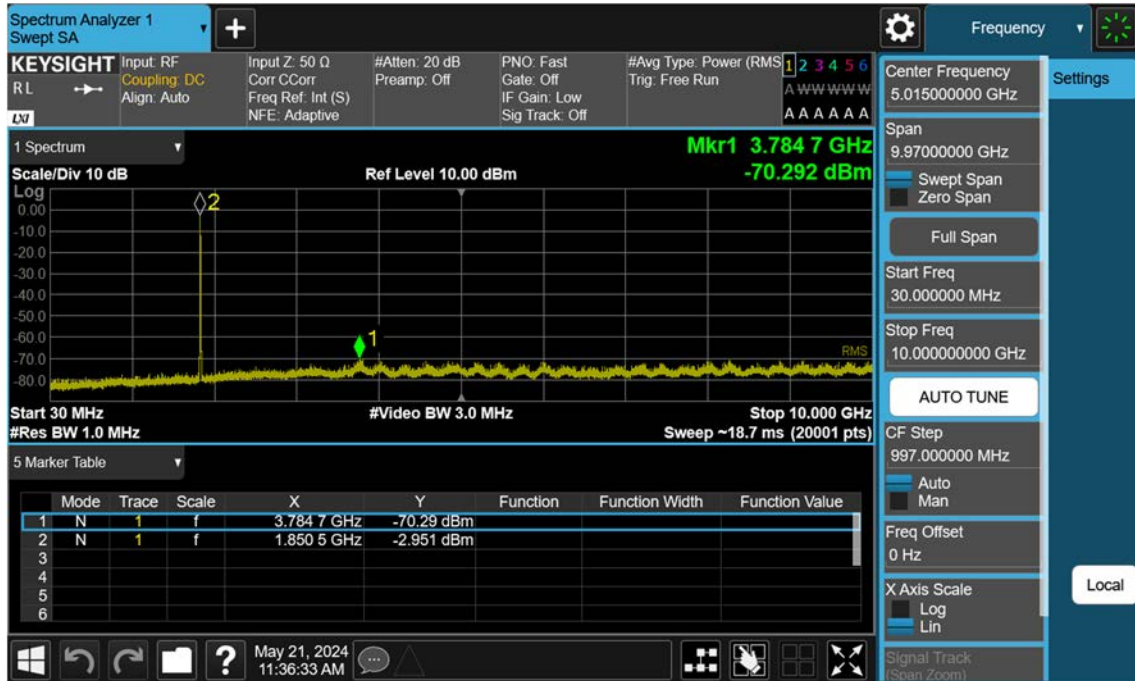 Spectrum Analyzer 1
Swept SA
Frequency
KEYSIGHT
R L
LXI
Input: RF
Coupling: DC
Align: Auto
Input Z: 50 Ω
Corr CCorr
Freq Ref: Int (S)
NFE: Adaptive
#Atten: 20 dB
Preamp: Off
PNO: Fast
Gate: Off
IF Gain: Low
Sig Track: Off
#Avg Type: Power (RMS
Trig: Free Run
1 2 3 4 5 6
A W W W W W
A A A A A A
1 Spectrum
Scale/Div 10 dB
Ref Level 10.00 dBm
Mkr1 3.784 7 GHz
-70.292 dBm
Log
0.00
-10.0
-20.0
-30.0
-40.0
-50.0
-60.0
-70.0
-80.0
2
1
RMS
Start 30 MHz
#Video BW 3.0 MHz
Stop 10.000 GHz
#Res BW 1.0 MHz
Sweep ~18.7 ms (20001 pts)
5 Marker Table
Mode Trace Scale X Y Function Function Width Function Value
1 N 1 f 3.784 7 GHz -70.29 dBm
2 N 1 f 1.850 5 GHz -2.951 dBm
3
4
5
6
?
May 21, 2024
11:36:33 AM
Center Frequency
5.015000000 GHz
Span
9.97000000 GHz
Swept Span
Zero Span
Full Span
Start Freq
30.000000 MHz
Stop Freq
10.000000000 GHz
AUTO TUNE
CF Step
997.000000 MHz
Auto
Man
Freq Offset
0 Hz
X Axis Scale
Log
Lin
Signal Track
(Span Zoom)
Settings
Local